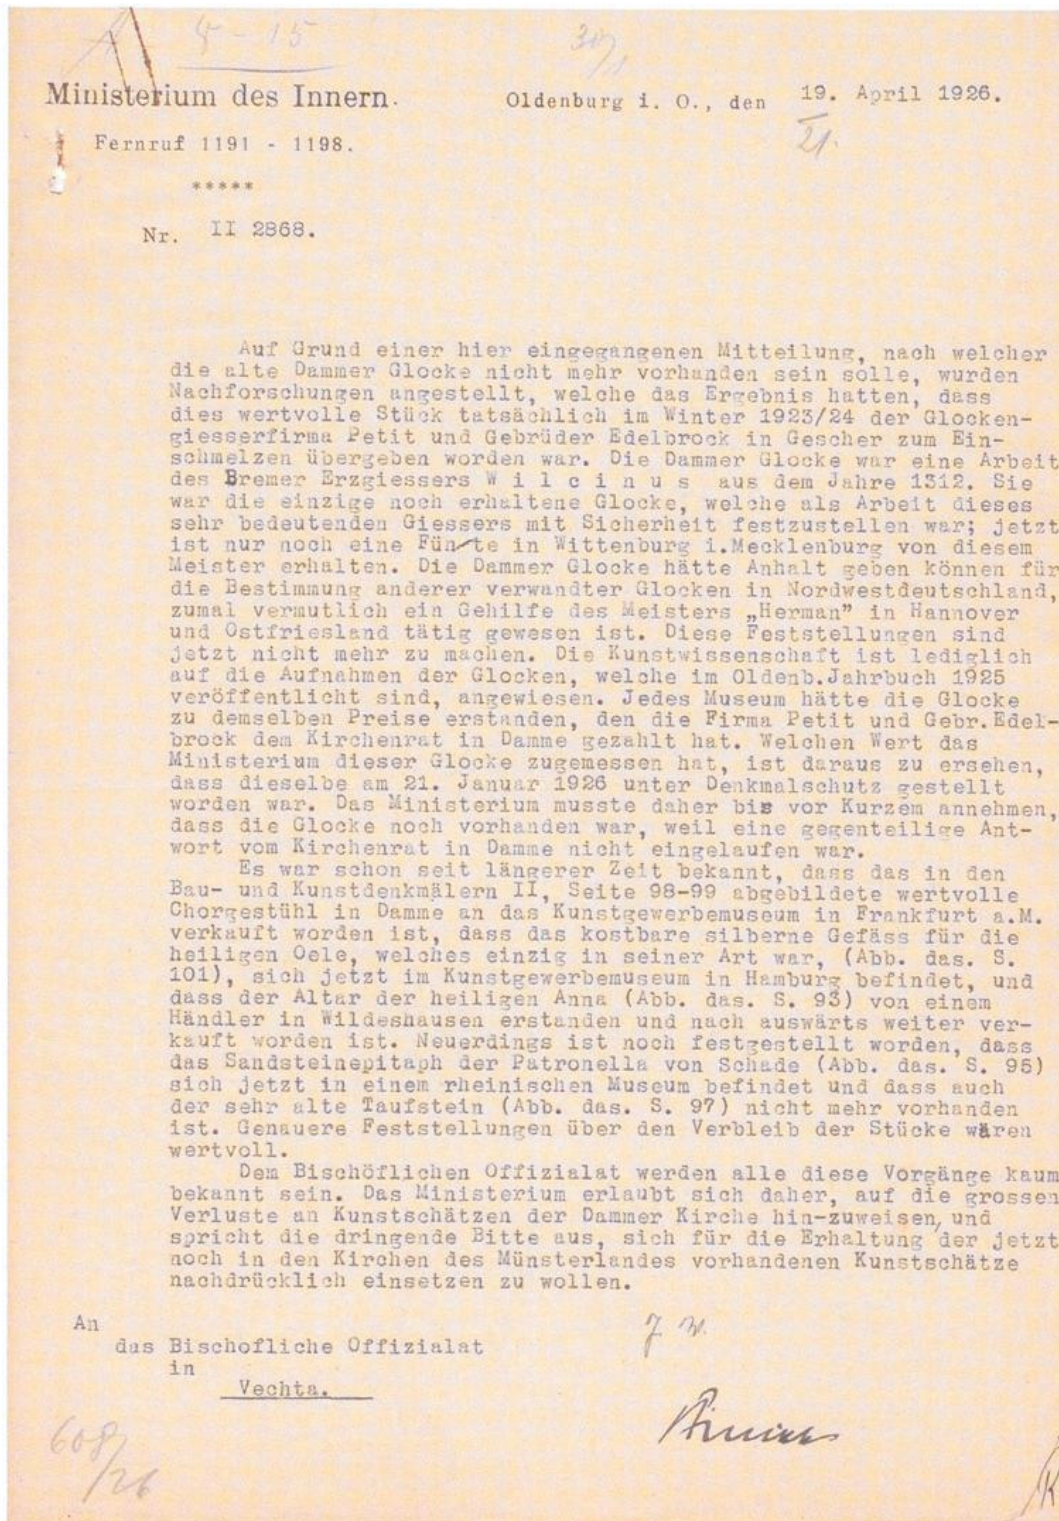 5 - 15
30/1
Ministerium des Innern.
Oldenburg i. O., den 19. April 1926.
21.
Fernruf 1191 - 1198.
*****
Nr. II 2868.
Auf Grund einer hier eingegangenen Mitteilung, nach welcher
die alte Dammer Glocke nicht mehr vorhanden sein solle, wurden
Nachforschungen angestellt, welche das Ergebnis hatten, dass
dies wertvolle Stück tatsächlich im Winter 1923/24 der Glocken-
giesserfirma Petit und Gebrüder Edelbrock in Gescher zum Ein-
schmelzen übergeben worden war. Die Dammer Glocke war eine Arbeit
des Bremer Erzgiessers W i l c i n u s aus dem Jahre 1312. Sie
war die einzige noch erhaltene Glocke, welche als Arbeit dieses
sehr bedeutenden Giessers mit Sicherheit festzustellen war; jetzt
ist nur noch eine Fünte in Wittenburg i.Mecklenburg von diesem
Meister erhalten. Die Dammer Glocke hätte Anhalt geben können für
die Bestimmung anderer verwandter Glocken in Nordwestdeutschland,
zumal vermutlich ein Gehilfe des Meisters „Herman" in Hannover
und Ostfriesland tätig gewesen ist. Diese Feststellungen sind
jetzt nicht mehr zu machen. Die Kunstwissenschaft ist lediglich
auf die Aufnahmen der Glocken, welche im Oldenb.Jahrbuch 1925
veröffentlicht sind, angewiesen. Jedes Museum hätte die Glocke
zu demselben Preise erstanden, den die Firma Petit und Gebr.Edel-
brock dem Kirchenrat in Damme gezahlt hat. Welchen Wert das
Ministerium dieser Glocke zugemessen hat, ist daraus zu ersehen,
dass dieselbe am 21. Januar 1926 unter Denkmalschutz gestellt
worden war. Das Ministerium musste daher bis vor Kurzem annehmen,
dass die Glocke noch vorhanden war, weil eine gegenteilige Ant-
wort vom Kirchenrat in Damme nicht eingelaufen war.
Es war schon seit längerer Zeit bekannt, dass das in den
Bau- und Kunstdenkmälern II, Seite 98-99 abgebildete wertvolle
Chorgestühl in Damme an das Kunstgewerbemuseum in Frankfurt a.M.
verkauft worden ist, dass das kostbare silberne Gefäss für die
heiligen Oele, welches einzig in seiner Art war, (Abb. das. S.
101), sich jetzt im Kunstgewerbemuseum in Hamburg befindet, und
dass der Altar der heiligen Anna (Abb. das. S. 93) von einem
Händler in Wildeshausen erstanden und nach auswärts weiter ver-
kauft worden ist. Neuerdings ist noch festgestellt worden, dass
das Sandsteinepitaph der Patronella von Schade (Abb. das. S. 95)
sich jetzt in einem rheinischen Museum befindet und dass auch
der sehr alte Taufstein (Abb. das. S. 97) nicht mehr vorhanden
ist. Genauere Feststellungen über den Verbleib der Stücke wären
wertvoll.
Dem Bischöflichen Offizialat werden alle diese Vorgänge kaum
bekannt sein. Das Ministerium erlaubt sich daher, auf die grossen
Verluste an Kunstschätzen der Dammer Kirche hin-zuweisen, und
spricht die dringende Bitte aus, sich für die Erhaltung der jetzt
noch in den Kirchen des Münsterlandes vorhandenen Kunstschätze
nachdrücklich einsetzen zu wollen.
An
das Bischofliche Offizialat
in
Vechta.
J. W.
608/26
K